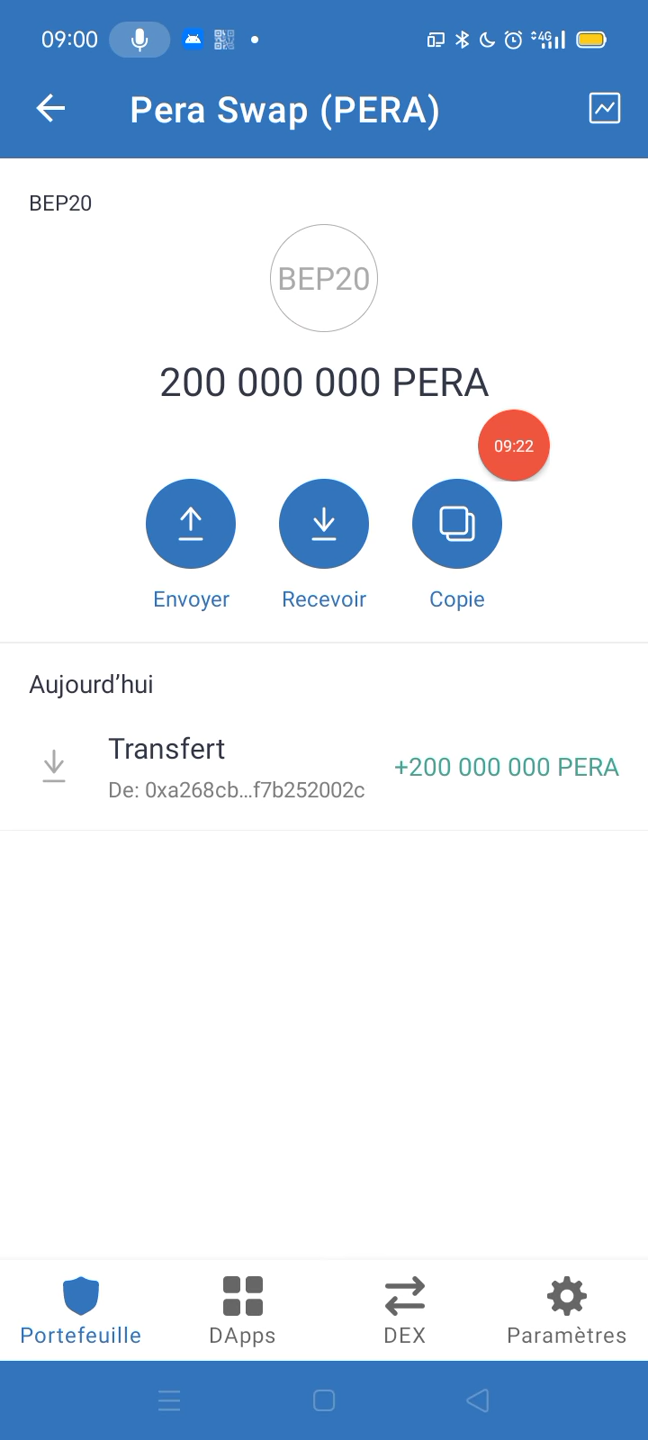 09:00
4G
Pera Swap (PERA)
BEP20
BEP20
200 000 000 PERA
09:22
Envoyer
Recevoir
Copie
Aujourd’hui
Transfert
+200 000 000 PERA
De: 0xa268cb...f7b252002c
Portefeuille
DApps
DEX
Paramètres